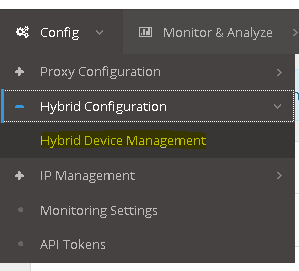 Config
Monitor & Analyze
Proxy Configuration
Hybrid Configuration
Hybrid Device Management
IP Management
Monitoring Settings
API Tokens